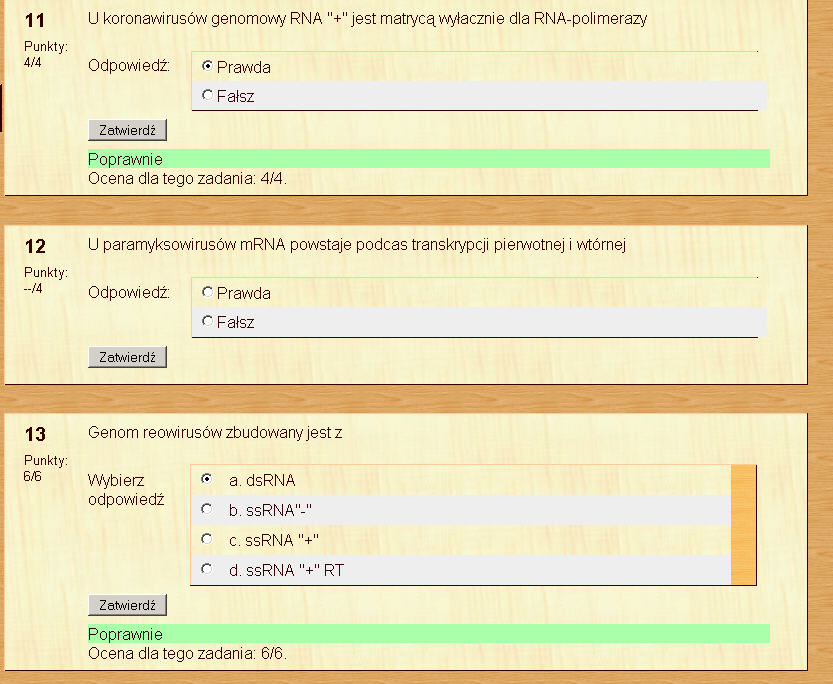 11 U koronawirusów genomowy RNA "+" jest matrycą wyłacznie dla RNA-polimerazy
Punkty:
4/4
Odpowiedź:
Prawda
Fałsz
Zatwierdź
Poprawnie
Ocena dla tego zadania: 4/4.
12 U paramyksowirusów mRNA powstaje podcas transkrypcji pierwotnej i wtórnej
Punkty:
--/4
Odpowiedź:
Prawda
Fałsz
Zatwierdź
13 Genom reowirusów zbudowany jest z
Punkty:
6/6
Wybierz
odpowiedź
a. dsRNA
b. ssRNA"-"
c. ssRNA "+"
d. ssRNA "+" RT
Zatwierdź
Poprawnie
Ocena dla tego zadania: 6/6.